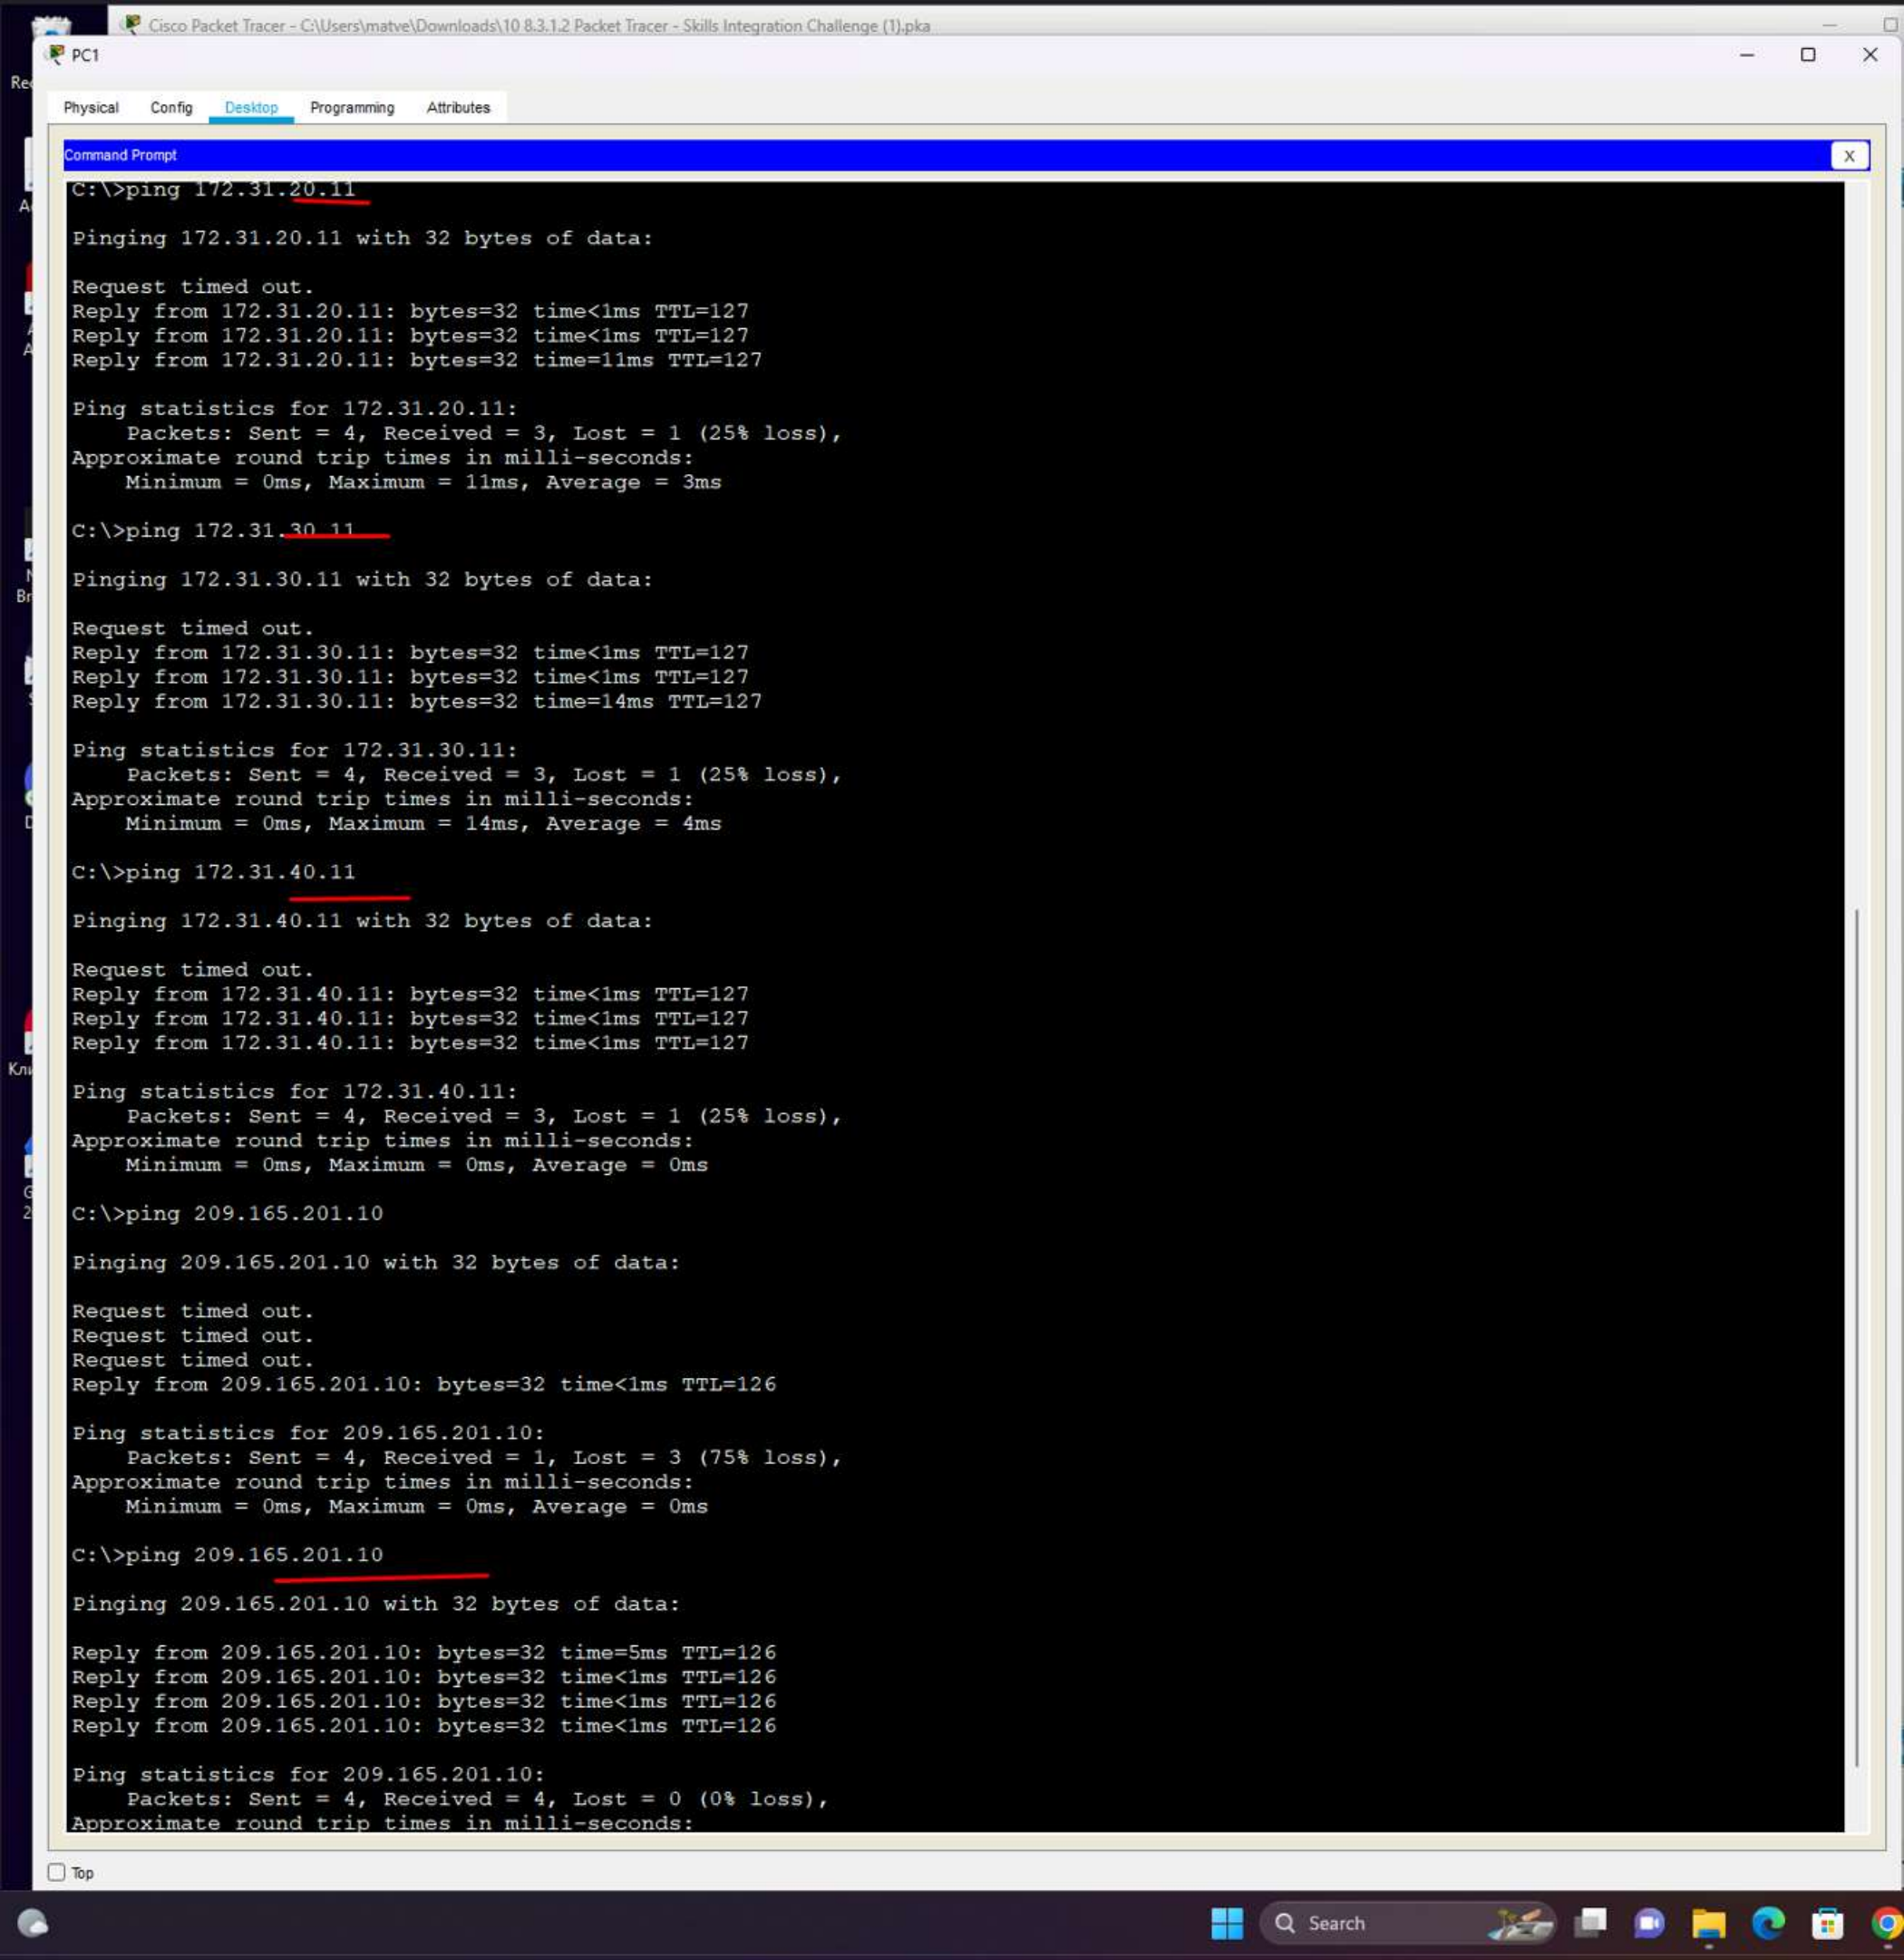 Cisco Packet Tracer - C:\Users\matve\Downloads\10 8.3.1.2 Packet Tracer - Skills Integration Challenge (1).pka
PC1
Physical Config Desktop Programming Attributes
Command Prompt
X
C:\>ping 172.31.20.11
Pinging 172.31.20.11 with 32 bytes of data:
Request timed out.
Reply from 172.31.20.11: bytes=32 time<1ms TTL=127
Reply from 172.31.20.11: bytes=32 time<1ms TTL=127
Reply from 172.31.20.11: bytes=32 time=11ms TTL=127
Ping statistics for 172.31.20.11:
Packets: Sent = 4, Received = 3, Lost = 1 (25% loss),
Approximate round trip times in milli-seconds:
Minimum = 0ms, Maximum = 11ms, Average = 3ms
C:\>ping 172.31.30.11
Pinging 172.31.30.11 with 32 bytes of data:
Request timed out.
Reply from 172.31.30.11: bytes=32 time<1ms TTL=127
Reply from 172.31.30.11: bytes=32 time<1ms TTL=127
Reply from 172.31.30.11: bytes=32 time=14ms TTL=127
Ping statistics for 172.31.30.11:
Packets: Sent = 4, Received = 3, Lost = 1 (25% loss),
Approximate round trip times in milli-seconds:
Minimum = 0ms, Maximum = 14ms, Average = 4ms
C:\>ping 172.31.40.11
Pinging 172.31.40.11 with 32 bytes of data:
Request timed out.
Reply from 172.31.40.11: bytes=32 time<1ms TTL=127
Reply from 172.31.40.11: bytes=32 time<1ms TTL=127
Reply from 172.31.40.11: bytes=32 time<1ms TTL=127
Ping statistics for 172.31.40.11:
Packets: Sent = 4, Received = 3, Lost = 1 (25% loss),
Approximate round trip times in milli-seconds:
Minimum = 0ms, Maximum = 0ms, Average = 0ms
C:\>ping 209.165.201.10
Pinging 209.165.201.10 with 32 bytes of data:
Request timed out.
Request timed out.
Request timed out.
Reply from 209.165.201.10: bytes=32 time<1ms TTL=126
Ping statistics for 209.165.201.10:
Packets: Sent = 4, Received = 1, Lost = 3 (75% loss),
Approximate round trip times in milli-seconds:
Minimum = 0ms, Maximum = 0ms, Average = 0ms
C:\>ping 209.165.201.10
Pinging 209.165.201.10 with 32 bytes of data:
Reply from 209.165.201.10: bytes=32 time=5ms TTL=126
Reply from 209.165.201.10: bytes=32 time<1ms TTL=126
Reply from 209.165.201.10: bytes=32 time<1ms TTL=126
Reply from 209.165.201.10: bytes=32 time<1ms TTL=126
Ping statistics for 209.165.201.10:
Packets: Sent = 4, Received = 4, Lost = 0 (0% loss),
Approximate round trip times in milli-seconds:
Top
Search